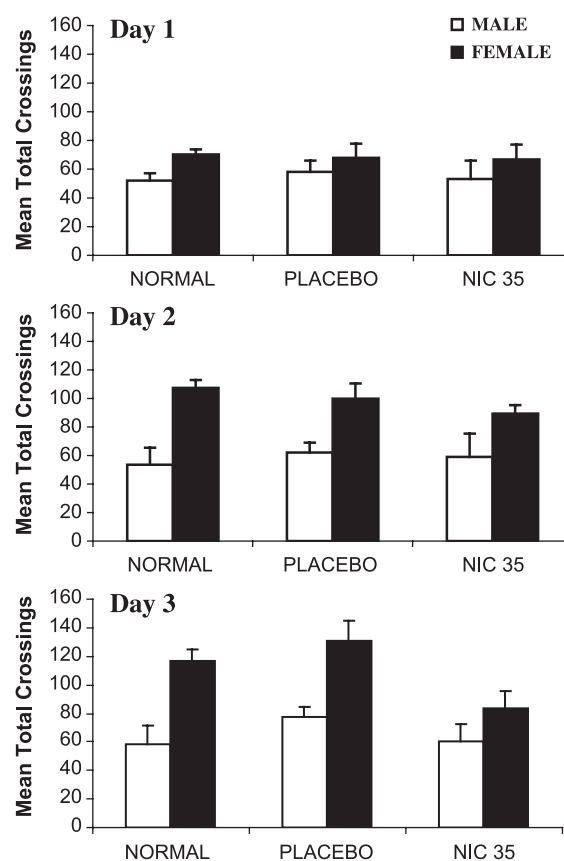 Day 1
MALE
FEMALE
Mean Total Crossings
160
140
120
100
80
60
40
20
0
NORMAL PLACEBO NIC 35
Day 2
Mean Total Crossings
160
140
120
100
80
60
40
20
0
NORMAL PLACEBO NIC 35
Day 3
Mean Total Crossings
160
140
120
100
80
60
40
20
0
NORMAL PLACEBO NIC 35